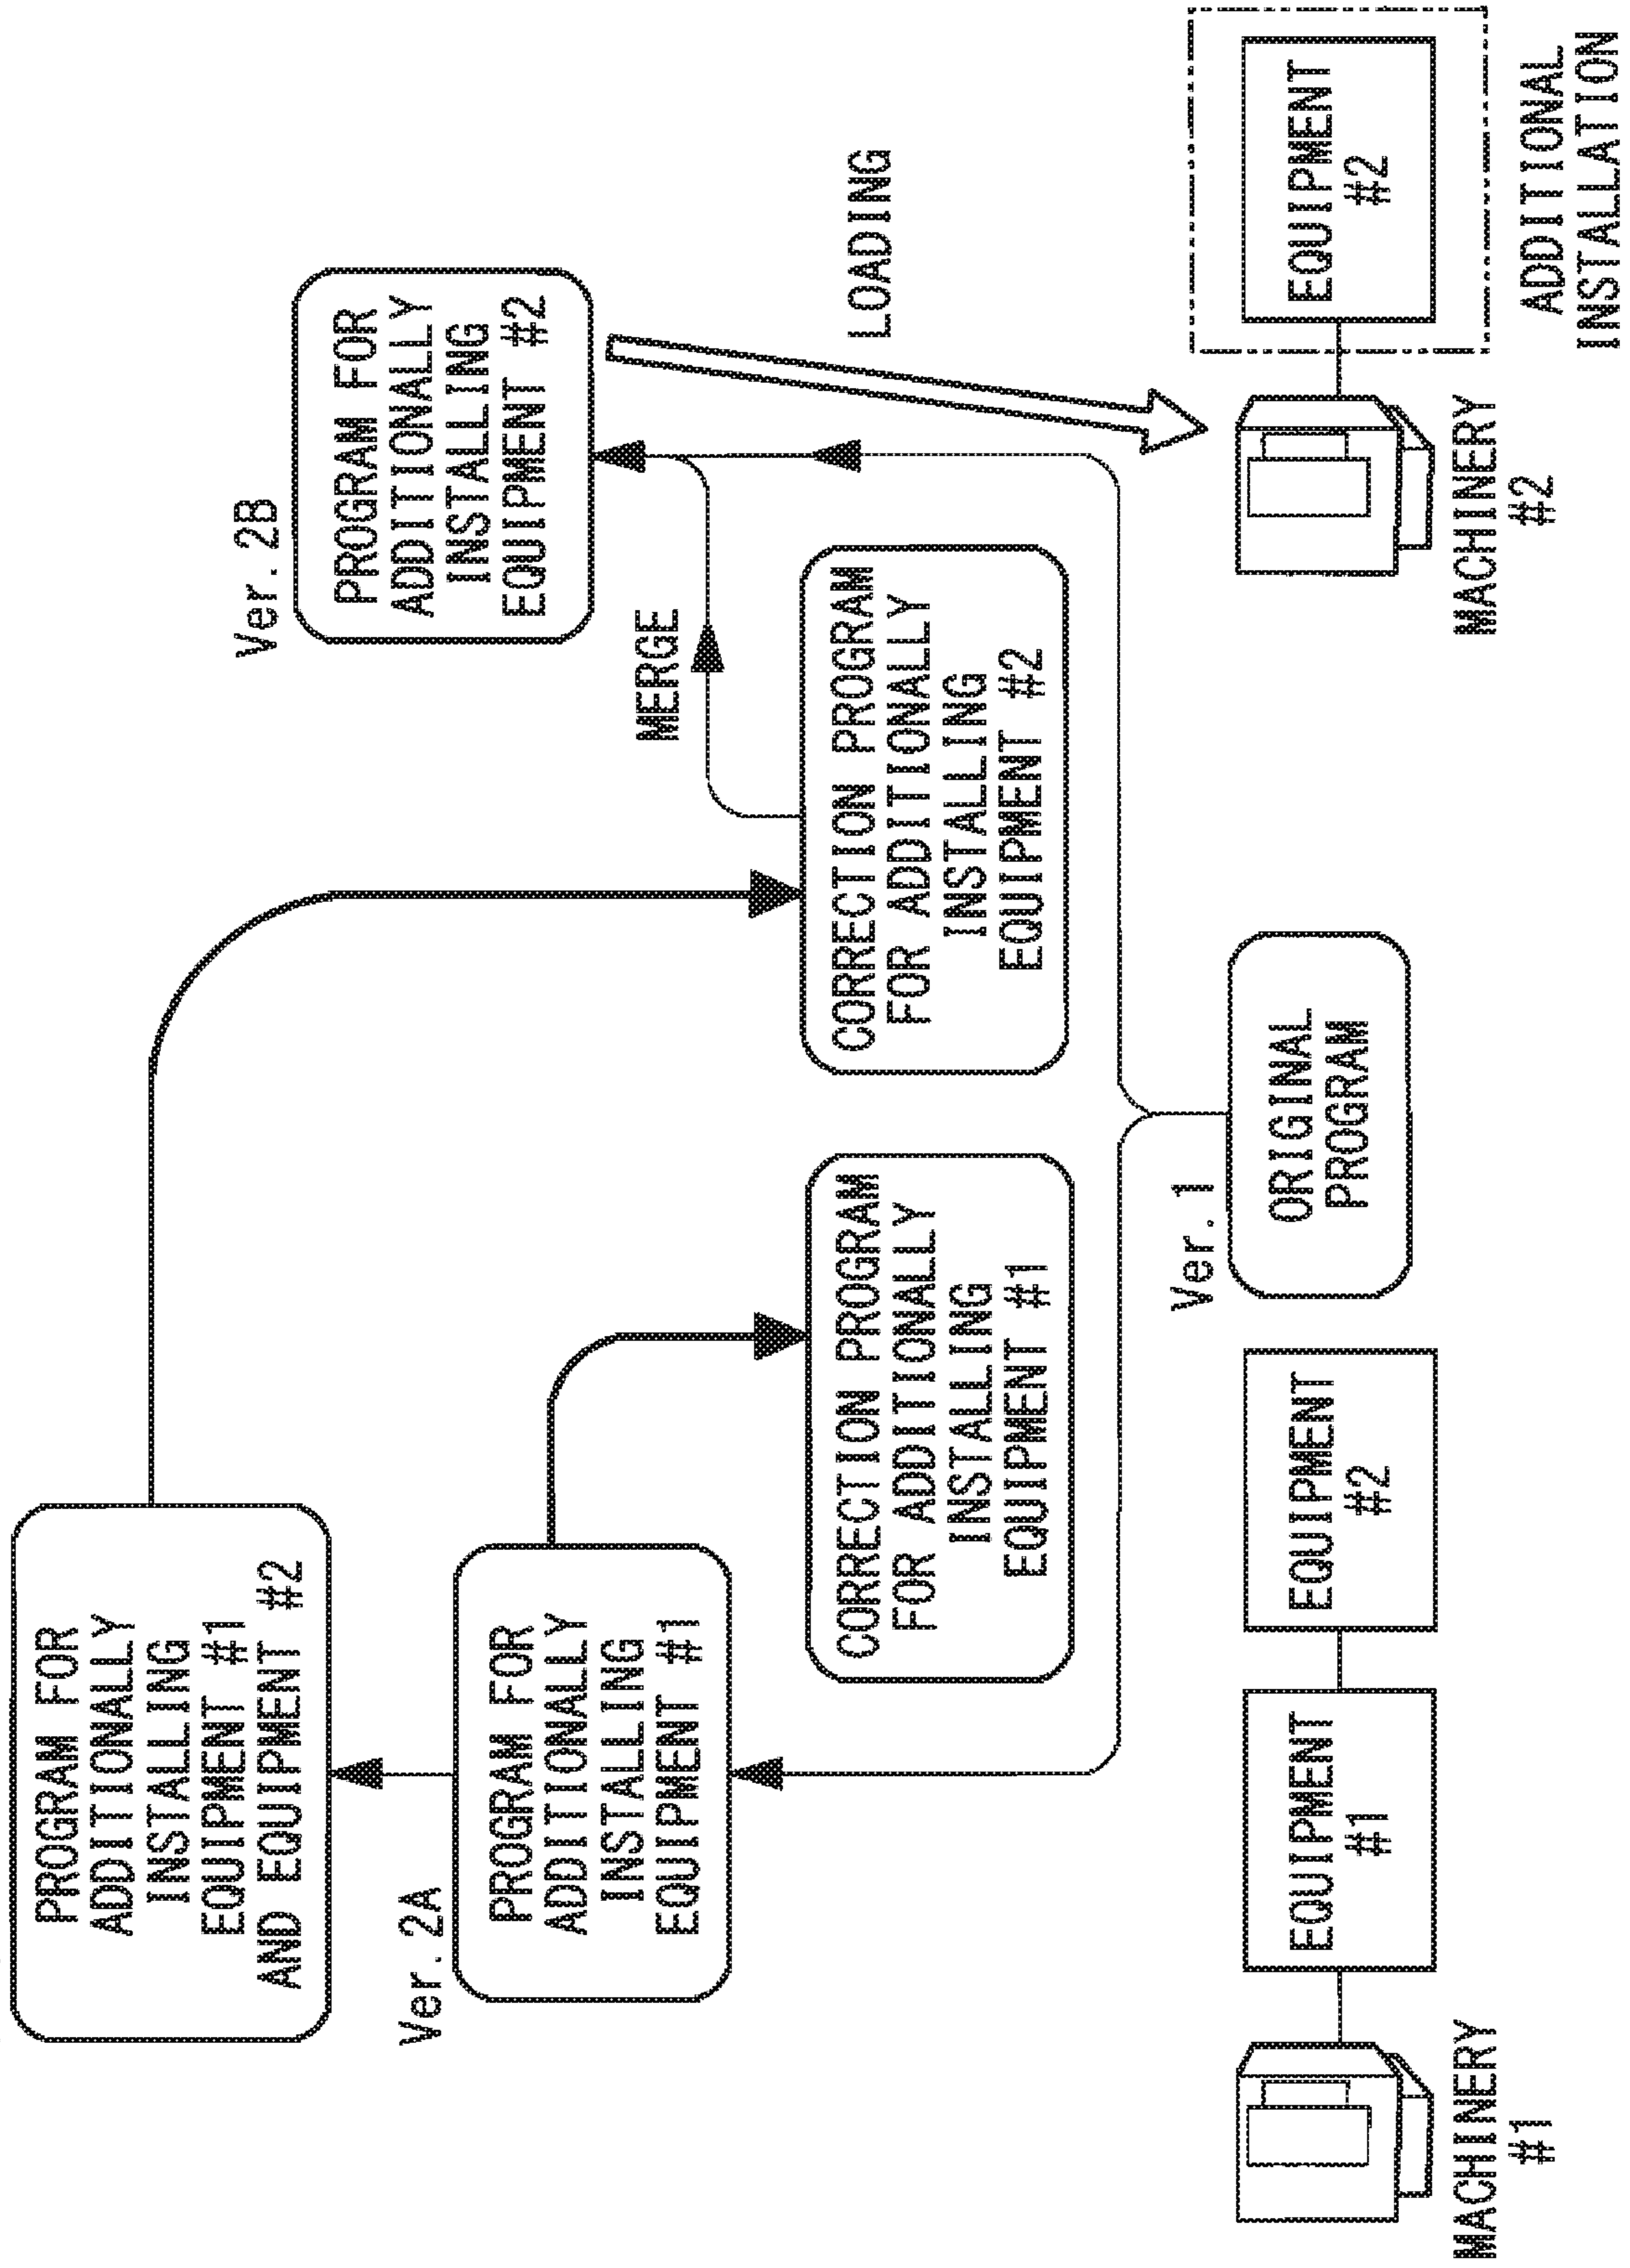 PROGRAM FOR
ADDITIONALLY
INSTALLING
EQUIPMENT #1
AND EQUIPMENT #2
Ver. 2A
PROGRAM FOR
ADDITIONALLY
INSTALLING
EQUIPMENT #1
Ver. 2B
PROGRAM FOR
ADDITIONALLY
INSTALLING
EQUIPMENT #2
MERGE
LOADING
CORRECTION PROGRAM
FOR ADDITIONALLY
INSTALLING
EQUIPMENT #1
CORRECTION PROGRAM
FOR ADDITIONALLY
INSTALLING
EQUIPMENT #2
Ver. 1
ORIGINAL
PROGRAM
MACHINERY
#1
EQUIPMENT
#1
EQUIPMENT
#2
MACHINERY
#2
EQUIPMENT
#2
ADDITIONAL
INSTALLATION